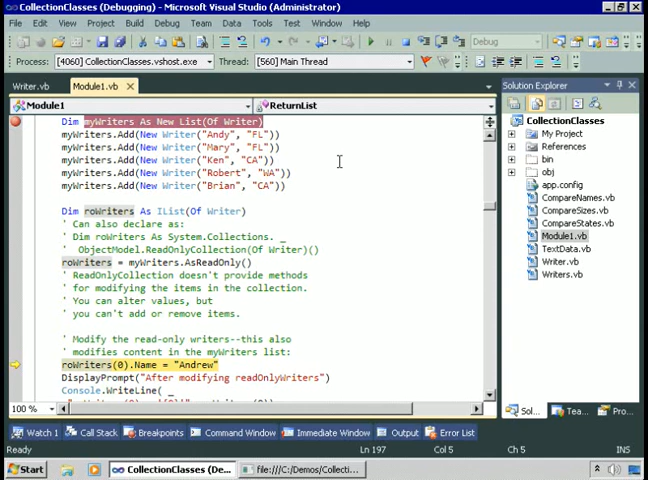 CollectionClasses (Debugging) - Microsoft Visual Studio (Administrator)
File Edit View Project Build Debug Team Data Tools Test Window Help
Debug
Process: [4060] CollectionClasses.vshost.exe Thread: [560] Main Thread
Writer.vb Module1.vb
Module1 ReturnList
Dim myWriters As New List(Of Writer)
myWriters.Add(New Writer("Andy", "FL"))
myWriters.Add(New Writer("Mary", "FL"))
myWriters.Add(New Writer("Ken", "CA"))
myWriters.Add(New Writer("Robert", "WA"))
myWriters.Add(New Writer("Brian", "CA"))
Dim roWriters As IList(Of Writer)
' Can also declare as:
' Dim roWriters As System.Collections. _
'  ObjectModel.ReadOnlyCollection(Of Writer)()
roWriters = myWriters.AsReadOnly()
' ReadOnlyCollection doesn't provide methods
' for modifying the items in the collection.
' You can alter values, but
' you can't add or remove items.
' Modify the read-only writers--this also
' modifies content in the myWriters list:
roWriters(0).Name = "Andrew"
DisplayPrompt("After modifying readOnlyWriters")
Console.WriteLine( _
100 %
Solution Explorer
CollectionClasses
My Project
References
bin
obj
app.config
CompareNames.vb
CompareSizes.vb
CompareStates.vb
Module1.vb
TextData.vb
Writer.vb
Writers.vb
Sol... Tea... Pro...
Watch 1 Call Stack Breakpoints Command Window Immediate Window Output Error List
Ready Ln 197 Col 5 Ch 5 INS
Start CollectionClasses (De... file:///C:/Demos/Collecti...